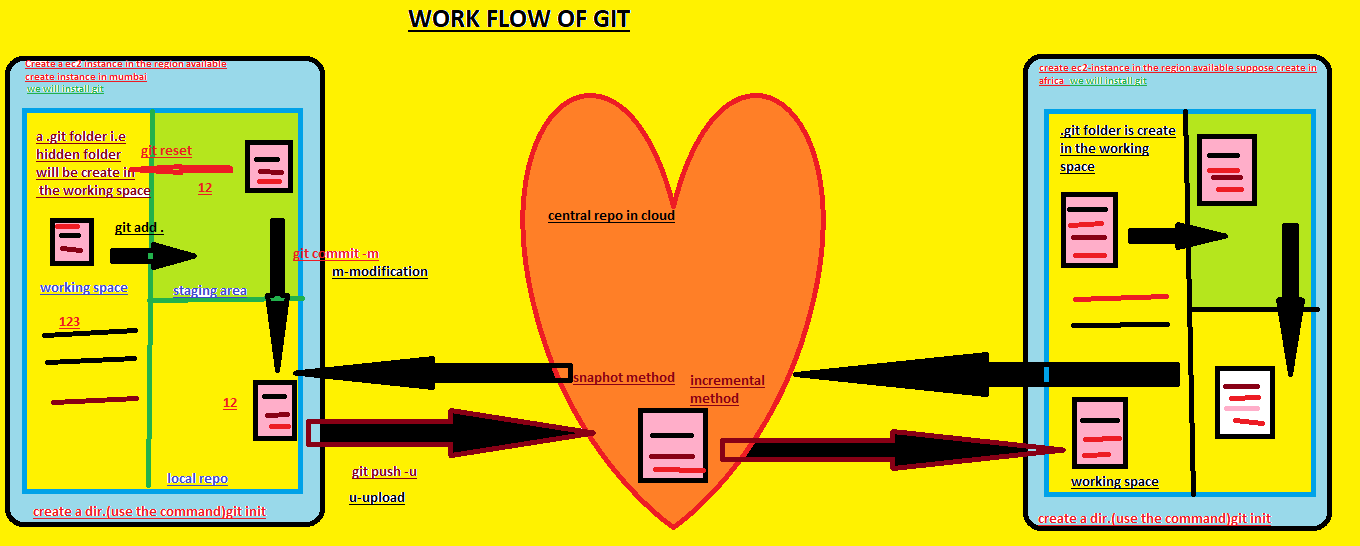 WORK FLOW OF GIT
Create a ec2 instance in the region available
create instance in mumbai
we will install git
a .git folder i.e
hidden folder
will be create in
the working space
git reset
12
git add .
working space
staging area
git commit -m
m-modification
123
12
local repo
create a dir.(use the command)git init
git push -u
u-upload
central repo in cloud
snaphot method
incremental
method
create ec2-instance in the region available suppose create in
africa we will install git
.git folder is create
in the working
space
working space
create a dir.(use the command)git init